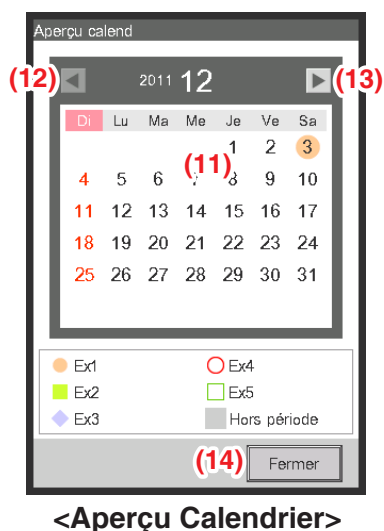 Aperçu calend
(12) 2011 12 (13)
Di Lu Ma Me Je Ve Sa
1 2 3
(11)
4 5 6 7 8 9 10
11 12 13 14 15 16 17
18 19 20 21 22 23 24
25 26 27 28 29 30 31
Ex1 Ex4
Ex2 Ex5
Ex3 Hors période
(14) Fermer
<Aperçu Calendrier>